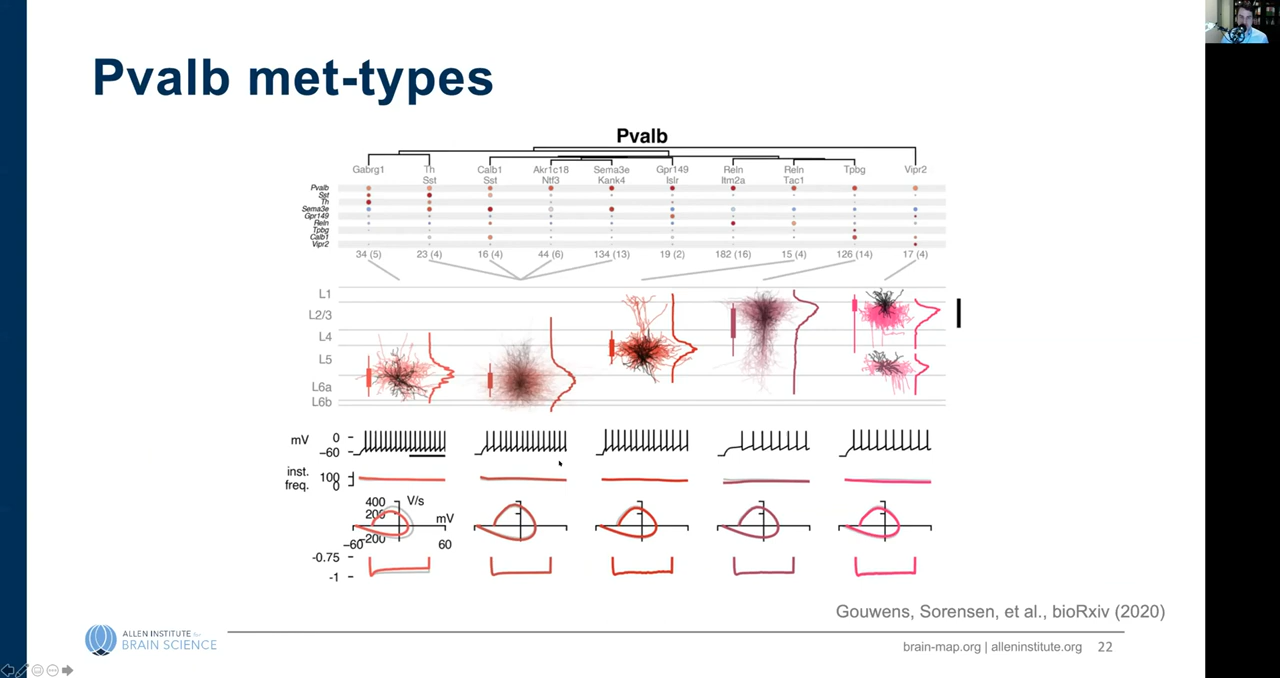 Pvalb met-types
Pvalb
Gabrg1 Th Calb1 Akr1c18 Sema3e Gpr149 Reln Reln Tpbg Vipr2
Sst Sst Ntf3 Kank4 Islr Itm2a Tac1
Pvalb
Sst
Th
Sema3e
Gpr149
Reln
Tpbg
Calb1
Vipr2
34 (5) 23 (4) 16 (4) 44 (6) 134 (13) 19 (2) 182 (16) 15 (4) 126 (14) 17 (4)
L1
L2/3
L4
L5
L6a
L6b
mV 0
−60
inst. 100
freq. 0
400 V/s
200
mV
−200
−60 60
-0.75
-1
Gouwens, Sorensen, et al., bioRxiv (2020)
ALLEN INSTITUTE for
BRAIN SCIENCE
brain-map.org | alleninstitute.org 22